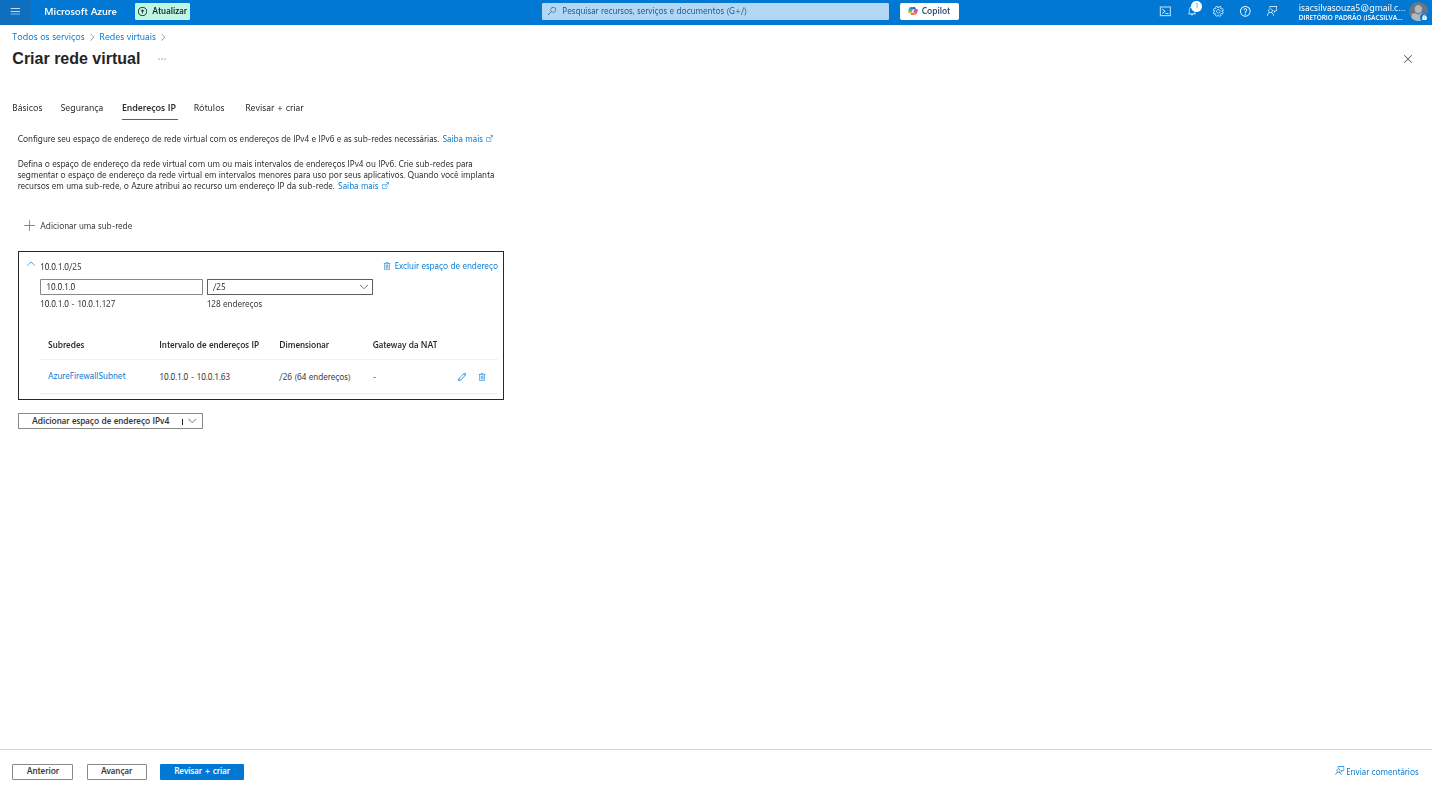 Microsoft Azure
Atualizar
Pesquisar recursos, serviços e documentos (G+/)
Copilot
1
isacsilvasouza5@gmail.c...
DIRETÓRIO PADRÃO (ISACSILVA...
Todos os serviços > Redes virtuais >
Criar rede virtual ...
Básicos Segurança Endereços IP Rótulos Revisar + criar
Configure seu espaço de endereço de rede virtual com os endereços de IPv4 e IPv6 e as sub-redes necessárias. Saiba mais
Defina o espaço de endereço da rede virtual com um ou mais intervalos de endereços IPv4 ou IPv6. Crie sub-redes para
segmentar o espaço de endereço da rede virtual em intervalos menores para uso por seus aplicativos. Quando você implanta
recursos em uma sub-rede, o Azure atribui ao recurso um endereço IP da sub-rede. Saiba mais
Adicionar uma sub-rede
10.0.1.0/25 Excluir espaço de endereço
10.0.1.0 /25
10.0.1.0 - 10.0.1.127 128 endereços
Subredes Intervalo de endereços IP Dimensionar Gateway da NAT
AzureFirewallSubnet 10.0.1.0 - 10.0.1.63 /26 (64 endereços) -
Adicionar espaço de endereço IPv4
Anterior Avançar Revisar + criar Enviar comentários